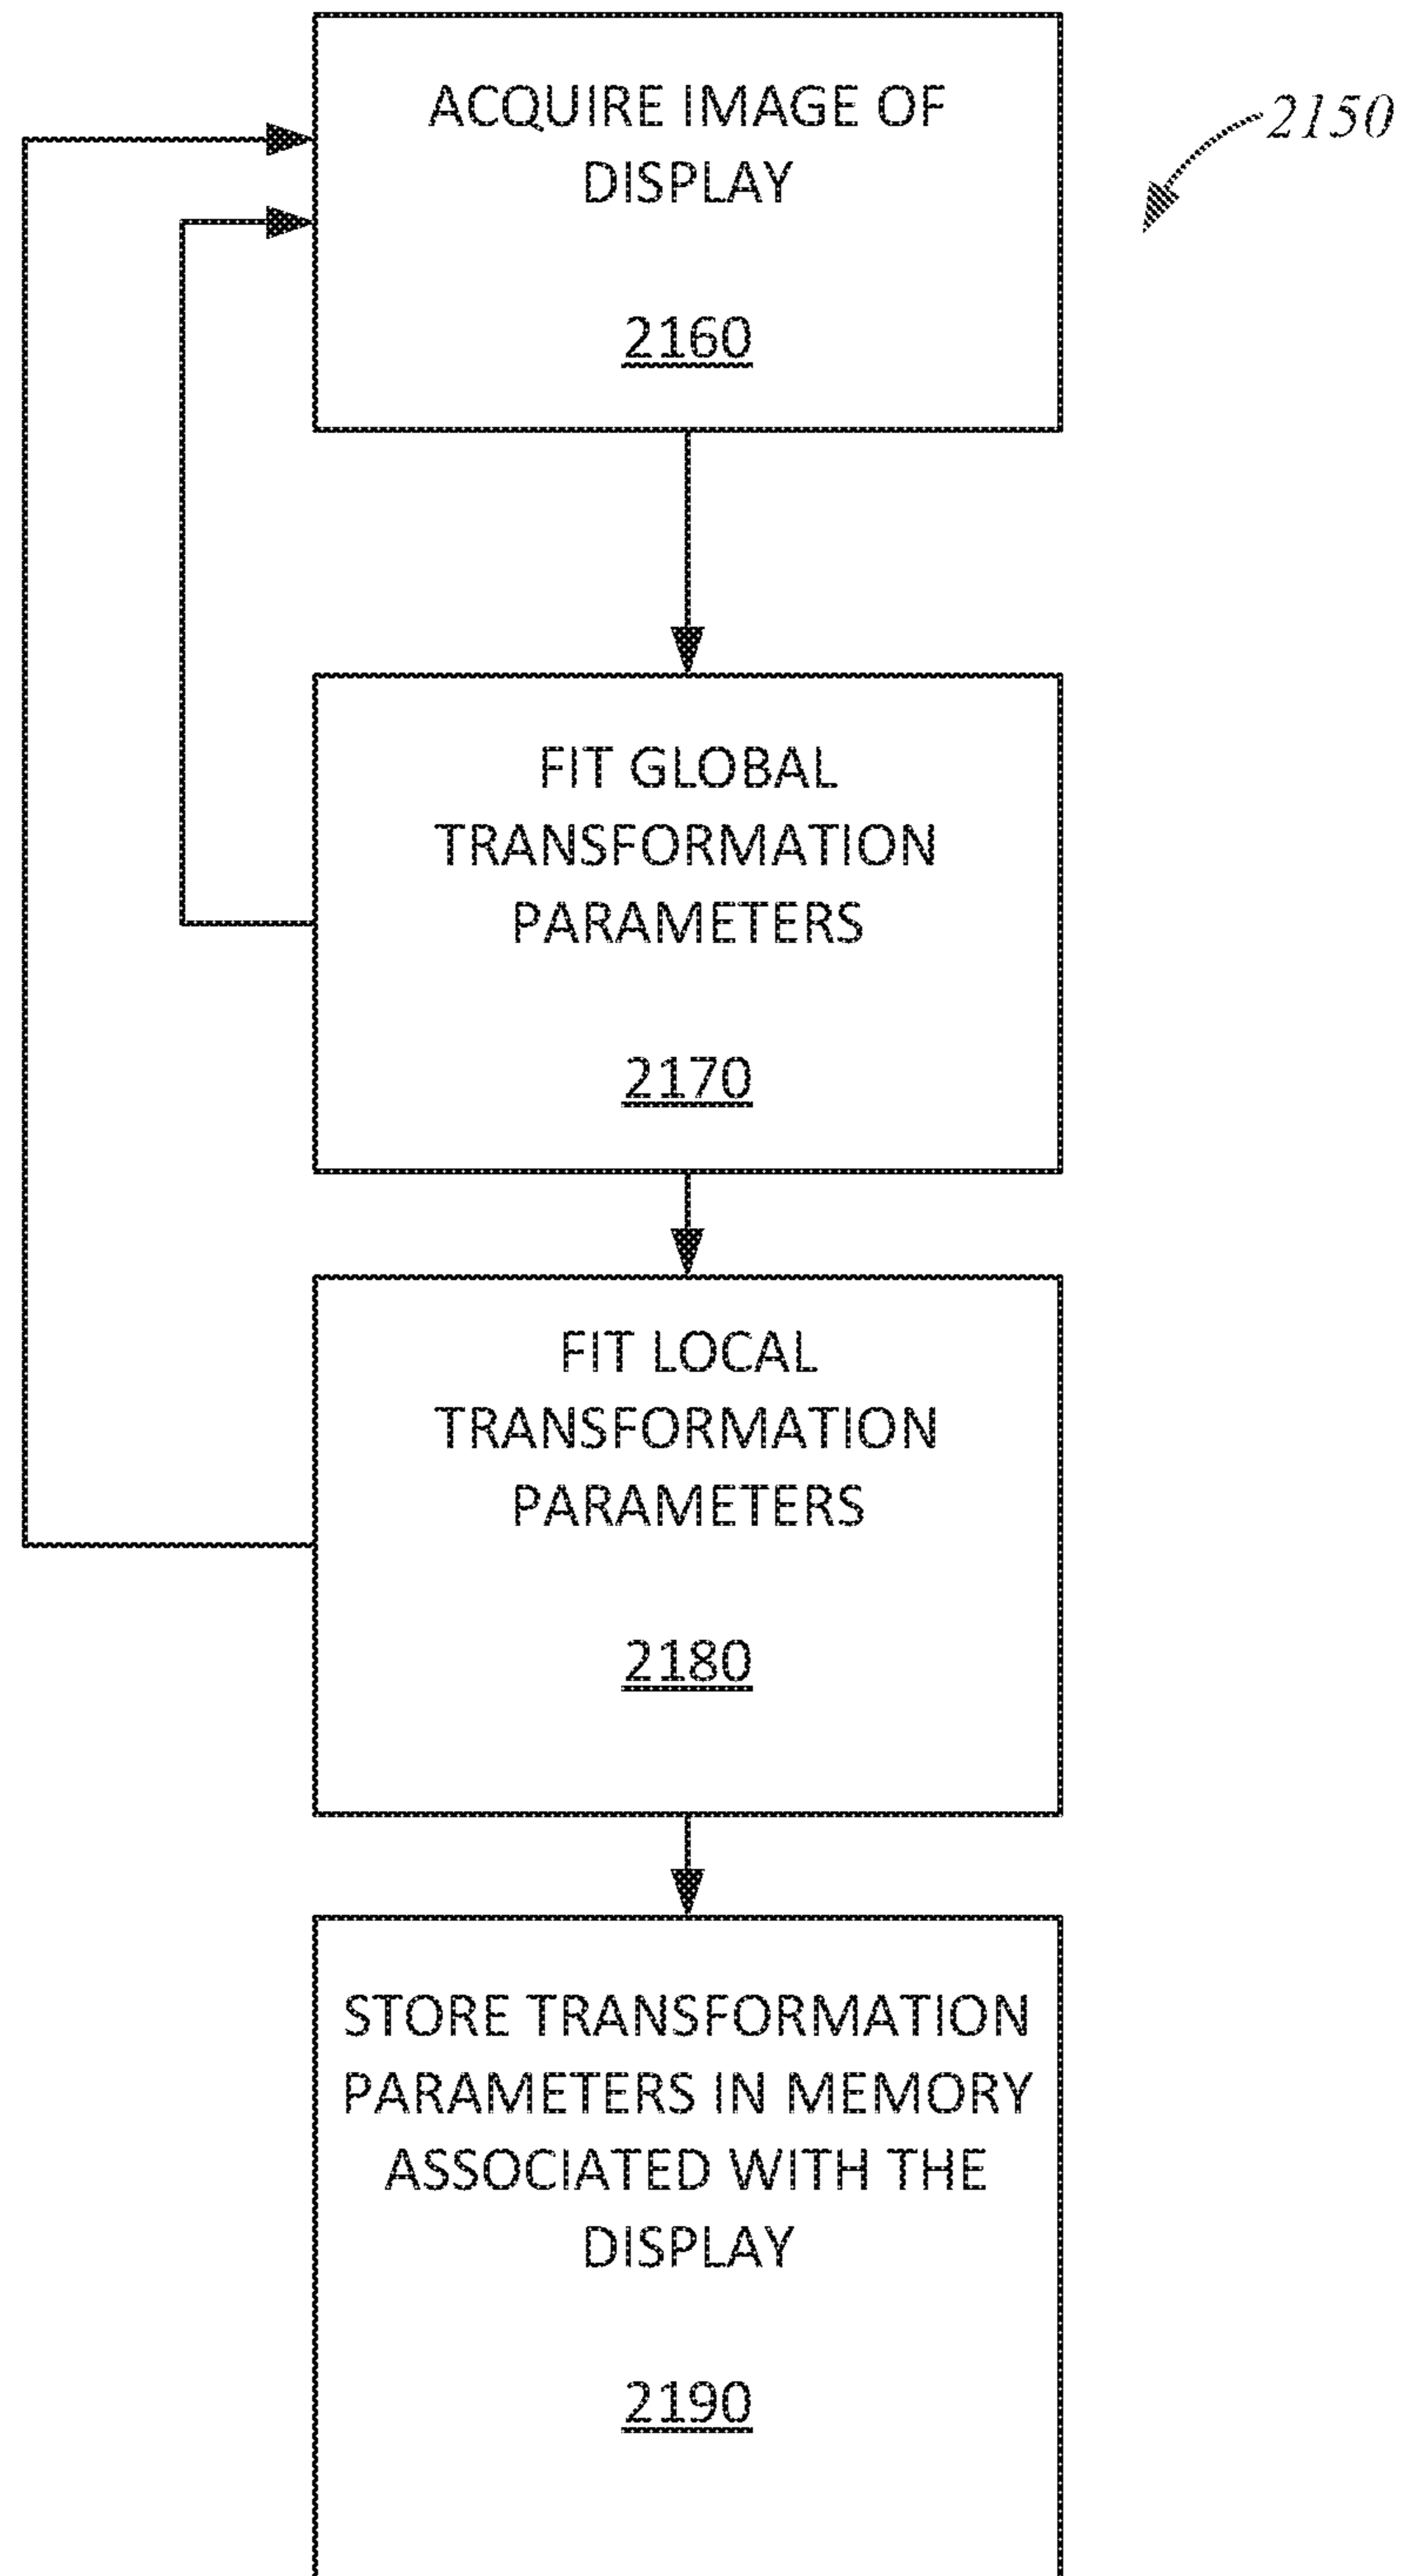 ACQUIRE IMAGE OF
DISPLAY
2160
2150
FIT GLOBAL
TRANSFORMATION
PARAMETERS
2170
FIT LOCAL
TRANSFORMATION
PARAMETERS
2180
STORE TRANSFORMATION
PARAMETERS IN MEMORY
ASSOCIATED WITH THE
DISPLAY
2190